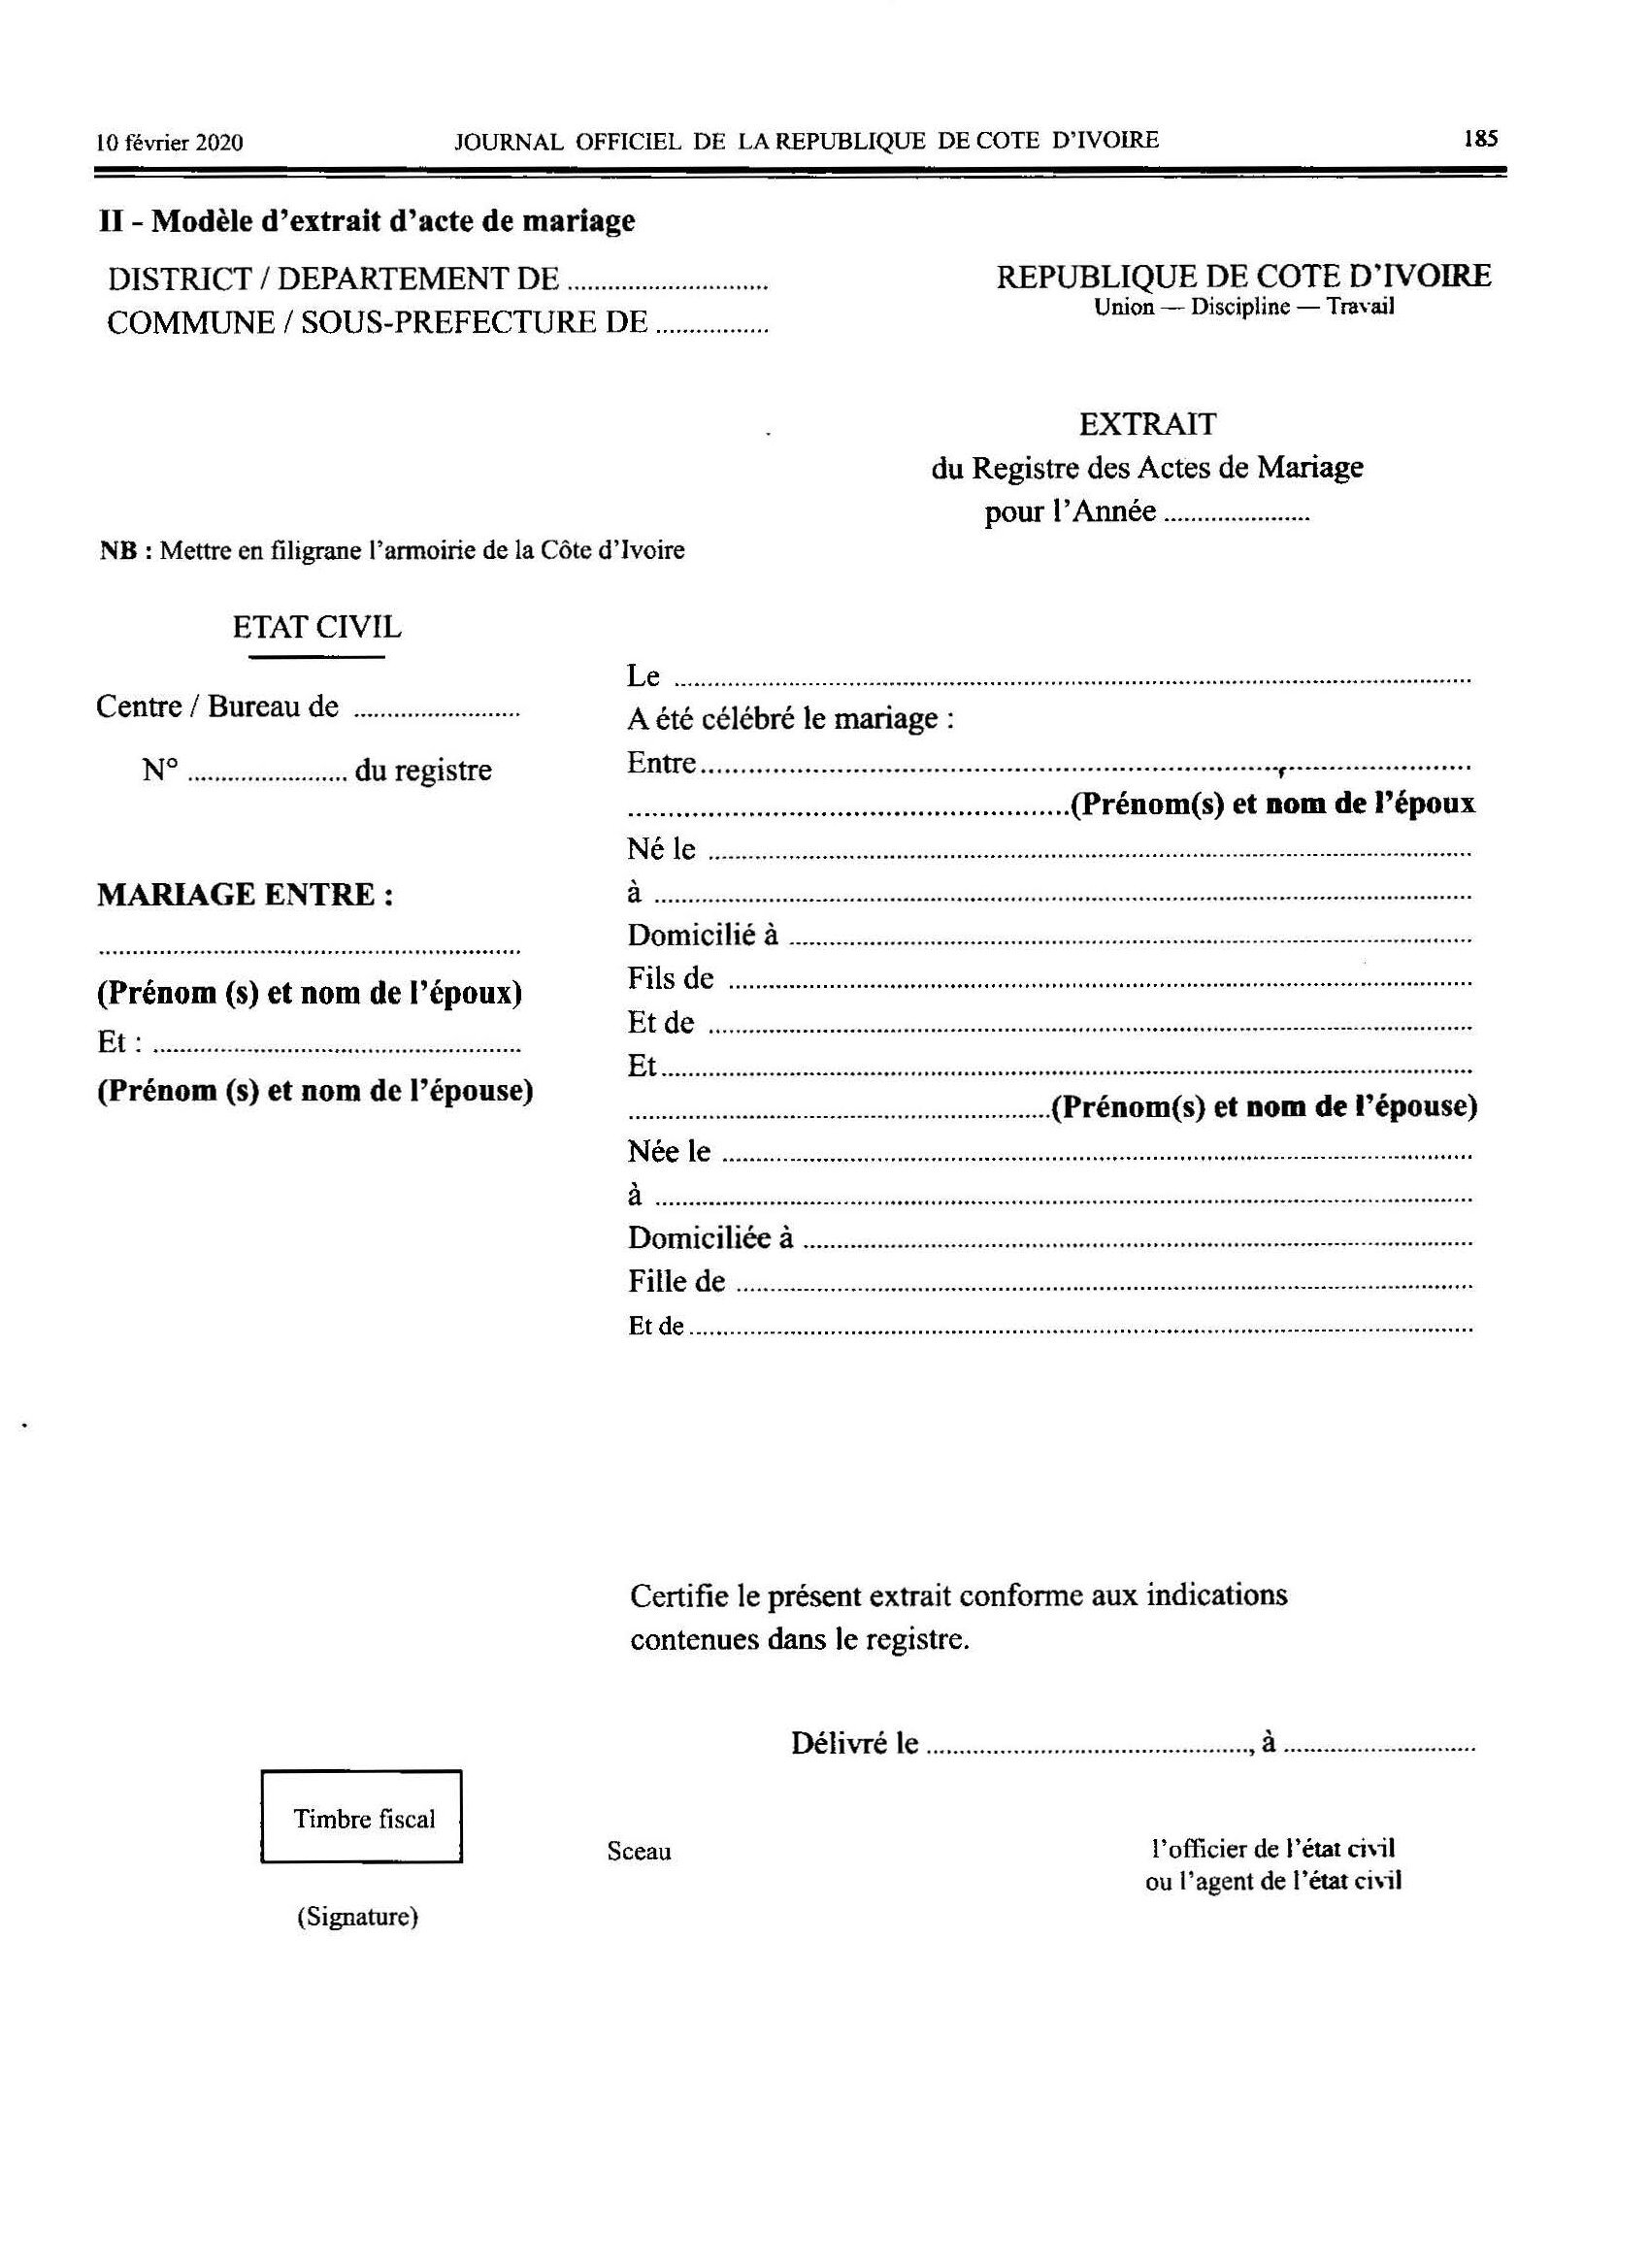 10 février 2020 JOURNAL OFFICIEL DE LA REPUBLIQUE DE COTE D'IVOIRE 185
II - Modèle d'extrait d'acte de mariage
DISTRICT / DEPARTEMENT DE ..............................
COMMUNE / SOUS-PREFECTURE DE .................
REPUBLIQUE DE COTE D'IVOIRE
Union — Discipline — Travail
EXTRAIT
du Registre des Actes de Mariage
pour l'Année ......................
NB : Mettre en filigrane l'armoirie de la Côte d'Ivoire
ETAT CIVIL
Centre / Bureau de .........................
N° ........................ du registre
MARIAGE ENTRE :
...............................................................
(Prénom (s) et nom de l'époux)
Et : .......................................................
(Prénom (s) et nom de l'épouse)
Le ........................................................................
A été célébré le mariage :
Entre........................................................................
..................................................................(Prénom(s) et nom de l'époux
Né le ........................................................................
à ........................................................................
Domicilié à ........................................................................
Fils de ........................................................................
Et de ........................................................................
Et........................................................................
...............................................................(Prénom(s) et nom de l'épouse)
Née le ........................................................................
à ........................................................................
Domiciliée à ........................................................................
Fille de ........................................................................
Et de........................................................................
Certifie le présent extrait conforme aux indications
contenues dans le registre.
Délivré le ................................................, à .............................
Timbre fiscal
Sceau
l'officier de l'état civil
ou l'agent de l'état civil
(Signature)